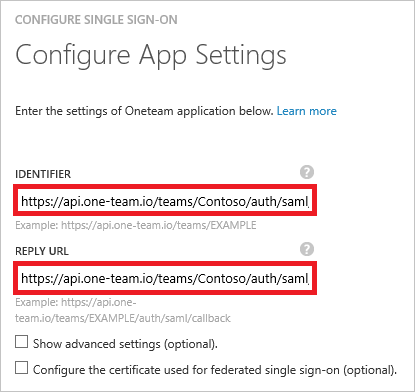 CONFIGURE SINGLE SIGN-ON
Configure App Settings
Enter the settings of Oneteam application below. Learn more
IDENTIFIER ?
https://api.one-team.io/teams/Contoso/auth/saml
Example: https://api.one-team.io/teams/EXAMPLE
REPLY URL ?
https://api.one-team.io/teams/Contoso/auth/saml
Example: https://api.one-
team.io/teams/EXAMPLE/auth/saml/callback
Show advanced settings (optional).
Configure the certificate used for federated single sign-on (optional).